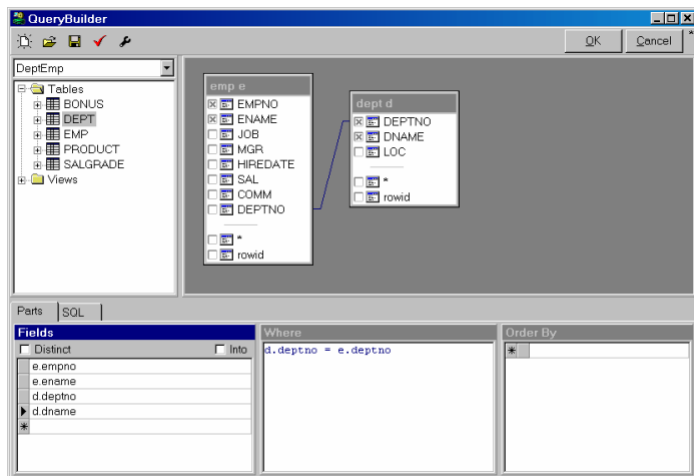 QueryBuilder
OK
Cancel
*
DeptEmp
Tables
BONUS
DEPT
EMP
PRODUCT
SALGRADE
Views
emp e
EMPNO
ENAME
JOB
MGR
HIREDATE
SAL
COMM
DEPTNO
*
rowid
dept d
DEPTNO
DNAME
LOC
*
rowid
Parts
SQL
Fields
Distinct
Into
e.empno
e.ename
d.deptno
d.dname
Where
d.deptno = e.deptno
Order By